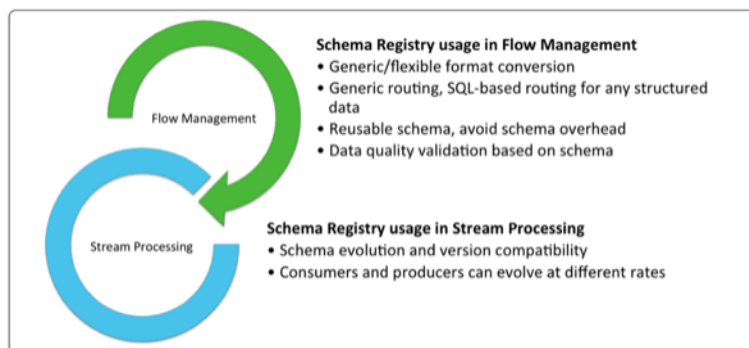 Schema Registry usage in Flow Management
• Generic/flexible format conversion
• Generic routing, SQL-based routing for any structured
data
• Reusable schema, avoid schema overhead
• Data quality validation based on schema
Flow Management
Schema Registry usage in Stream Processing
• Schema evolution and version compatibility
• Consumers and producers can evolve at different rates
Stream Processing